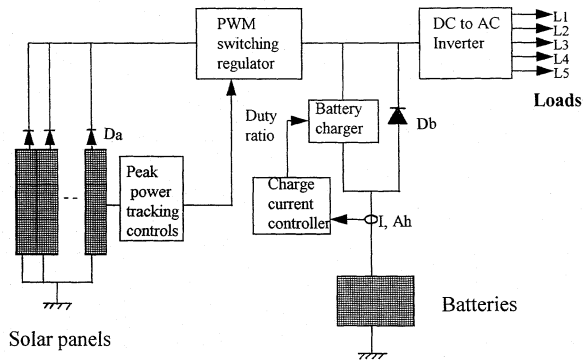 PWM
switching
regulator
DC to AC
Inverter
L1
L2
L3
L4
L5
Loads
Da
Duty
ratio
Battery
charger
Db
Peak
power
tracking
controls
Charge
current
controller
I, Ah
Batteries
Solar panels